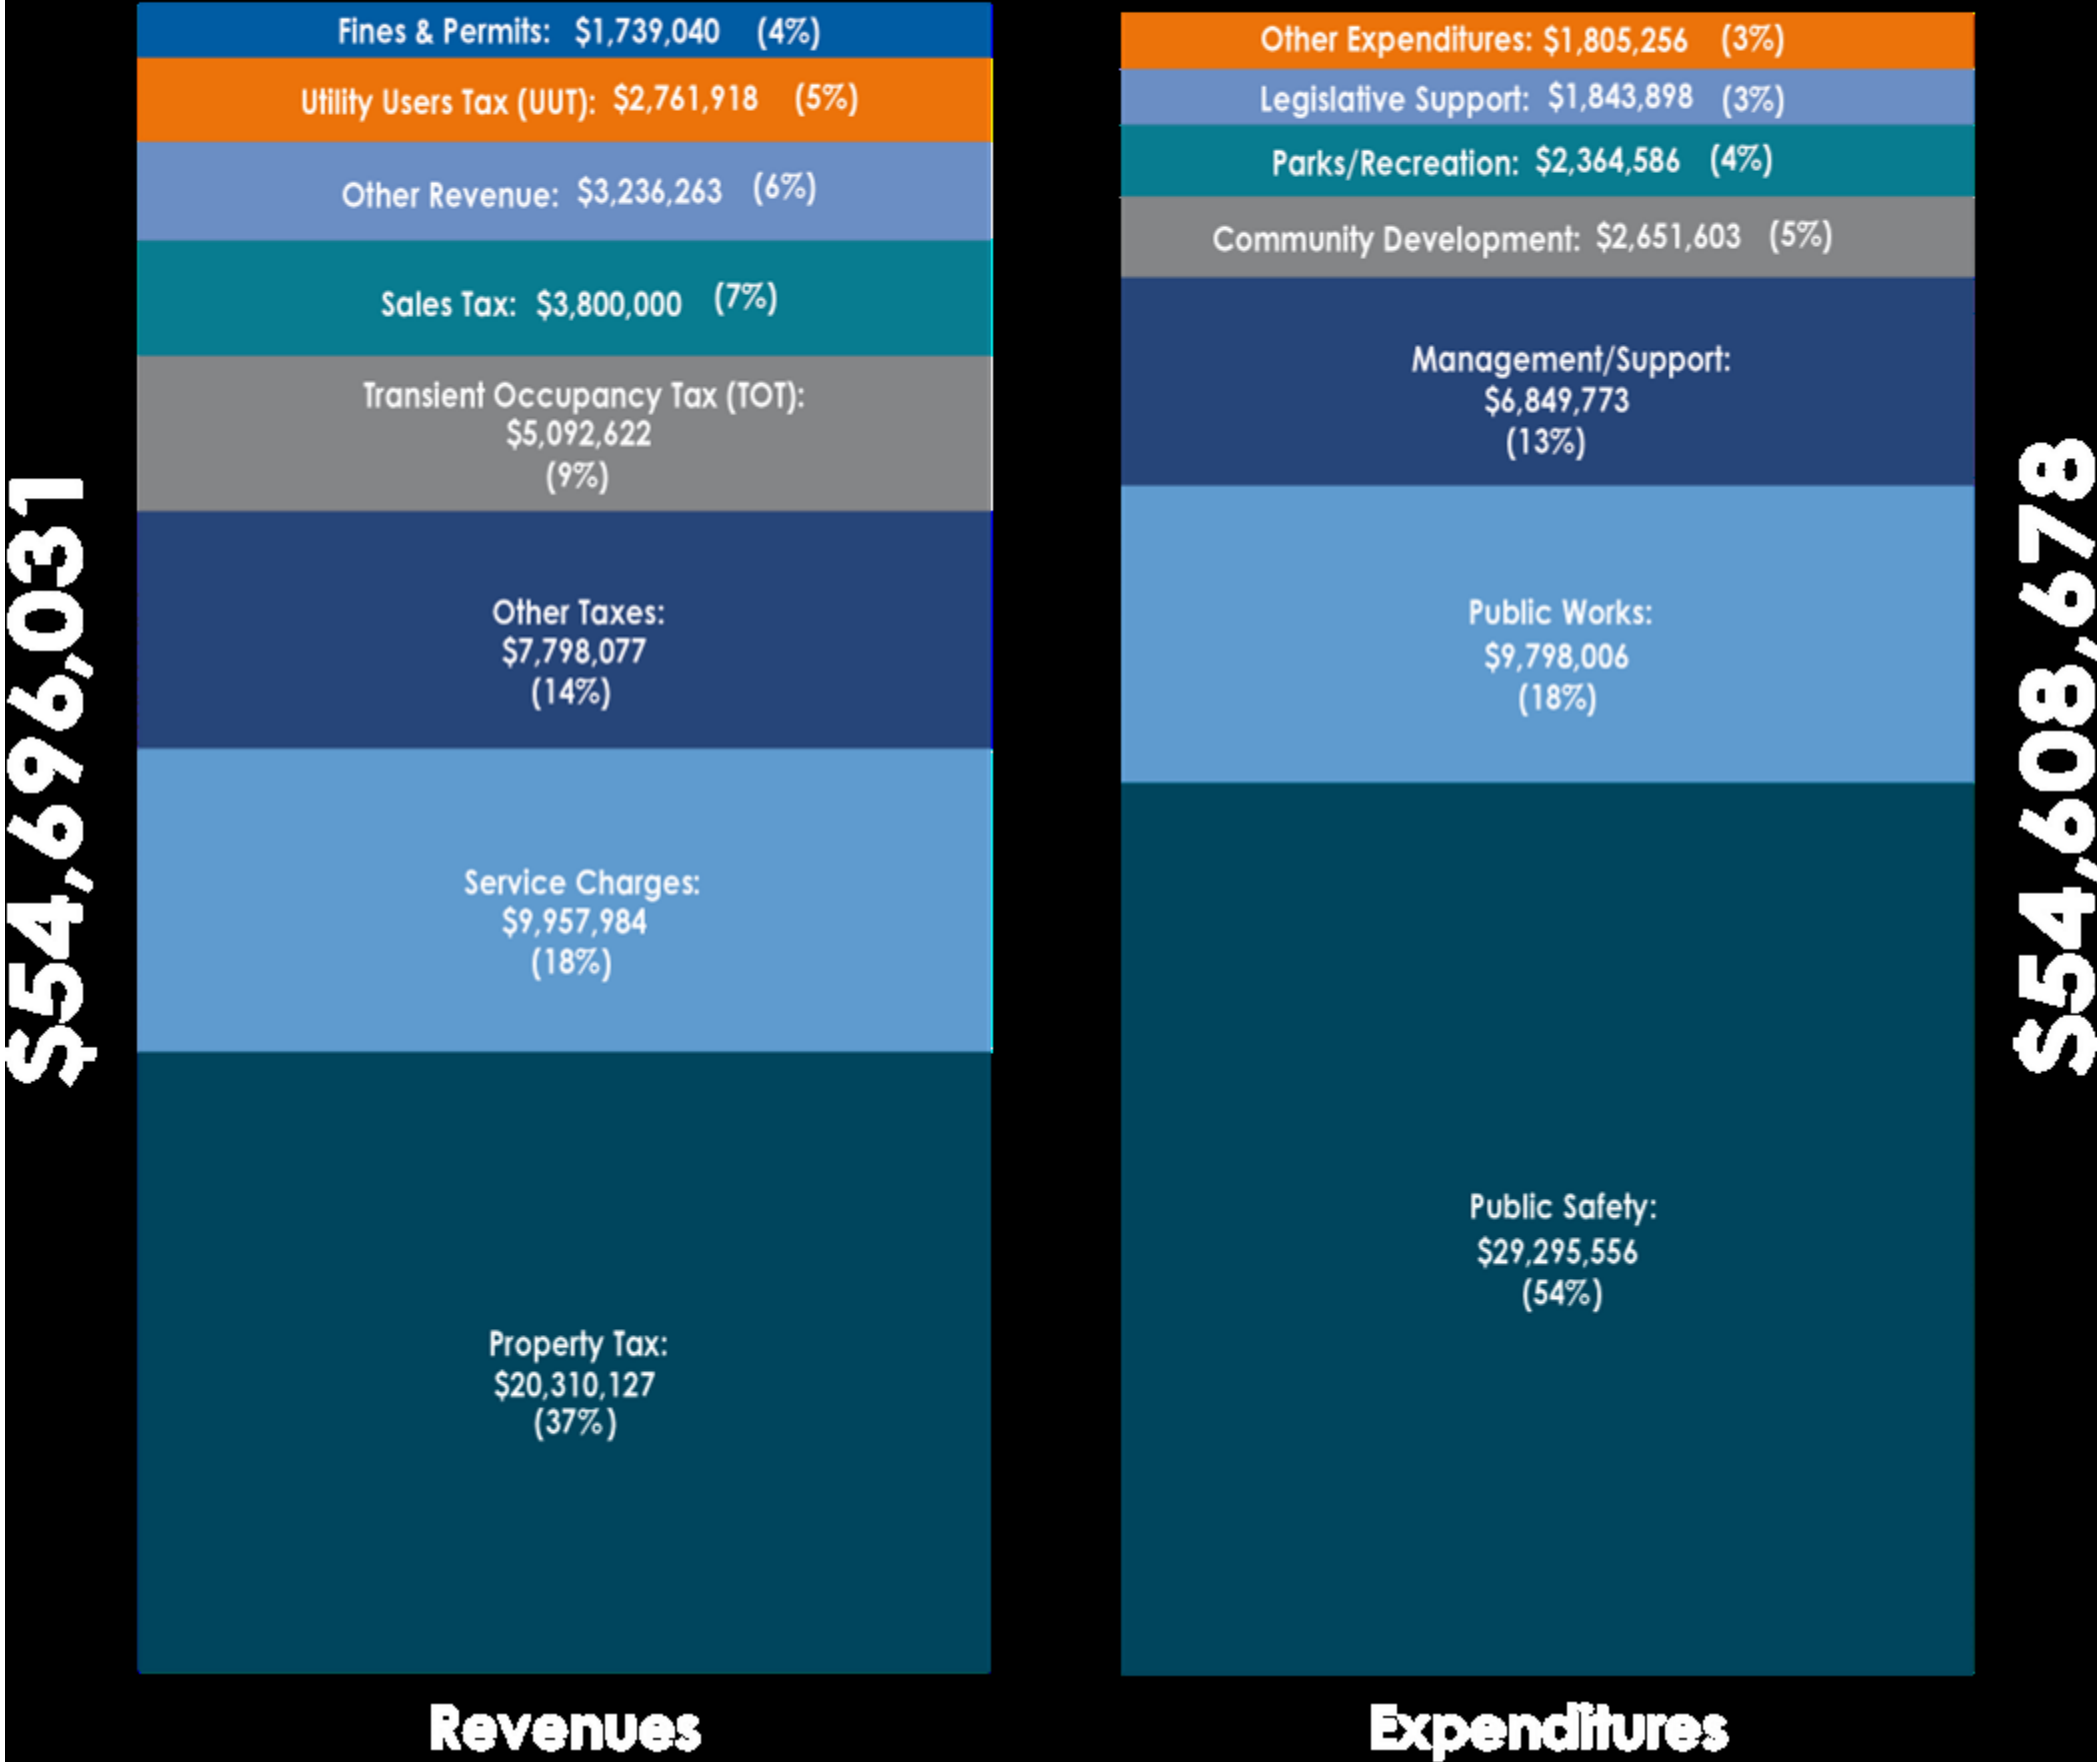 $54,696,031
Fines & Permits: $1,739,040 (4%)
Utility Users Tax (UUT): $2,761,918 (5%)
Other Revenue: $3,236,263 (6%)
Sales Tax: $3,800,000 (7%)
Transient Occupancy Tax (TOT):
$5,092,622
(9%)
Other Taxes:
$7,798,077
(14%)
Service Charges:
$9,957,984
(18%)
Property Tax:
$20,310,127
(37%)
Revenues
Other Expenditures: $1,805,256 (3%)
Legislative Support: $1,843,898 (3%)
Parks/Recreation: $2,364,586 (4%)
Community Development: $2,651,603 (5%)
Management/Support:
$6,849,773
(13%)
Public Works:
$9,798,006
(18%)
Public Safety:
$29,295,556
(54%)
Expenditures
$54,608,678